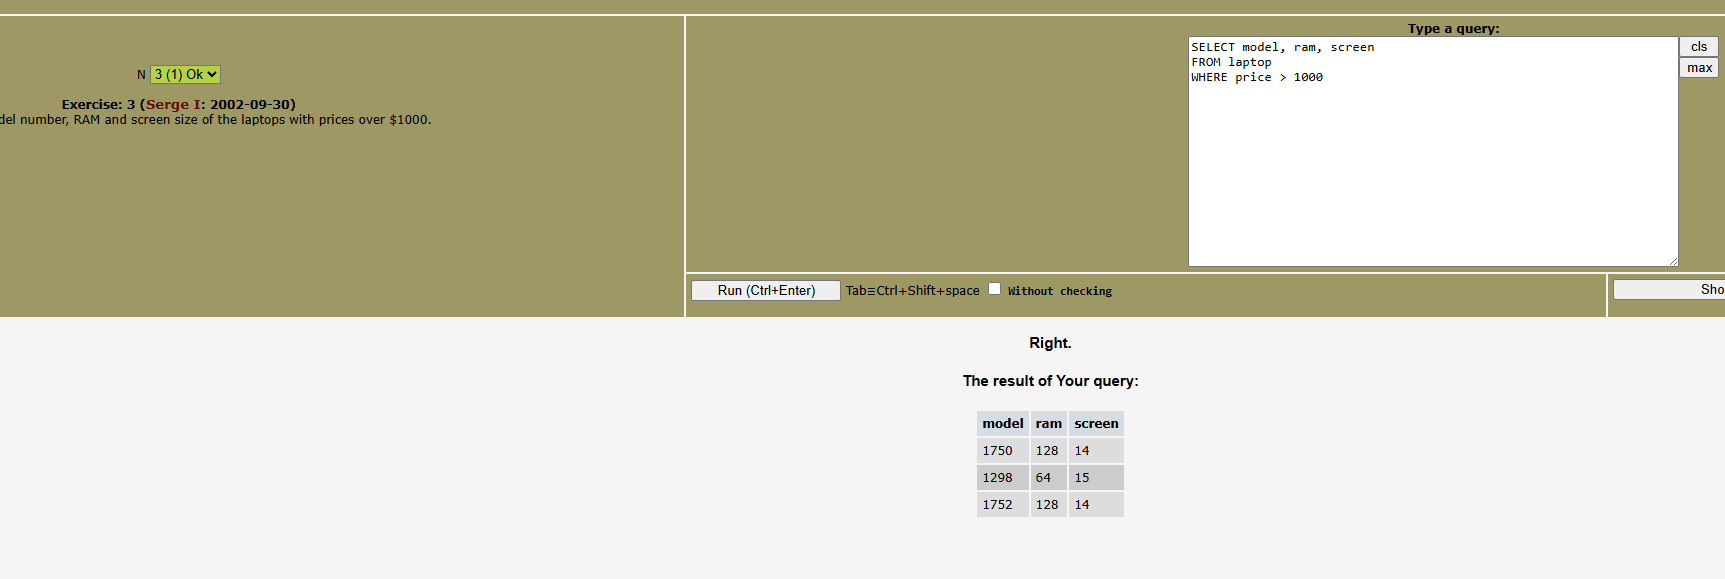 N 3 (1) Ok
Exercise: 3 (Serge I: 2002-09-30)
number, RAM and screen size of the laptops with prices over $1000.
Type a query:
SELECT model, ram, screen
FROM laptop
WHERE price > 1000
cls
max
Run (Ctrl+Enter) Tab≡Ctrl+Shift+space Without checking
Right.
The result of Your query:
model ram screen
1750 128 14
1298 64 15
1752 128 14